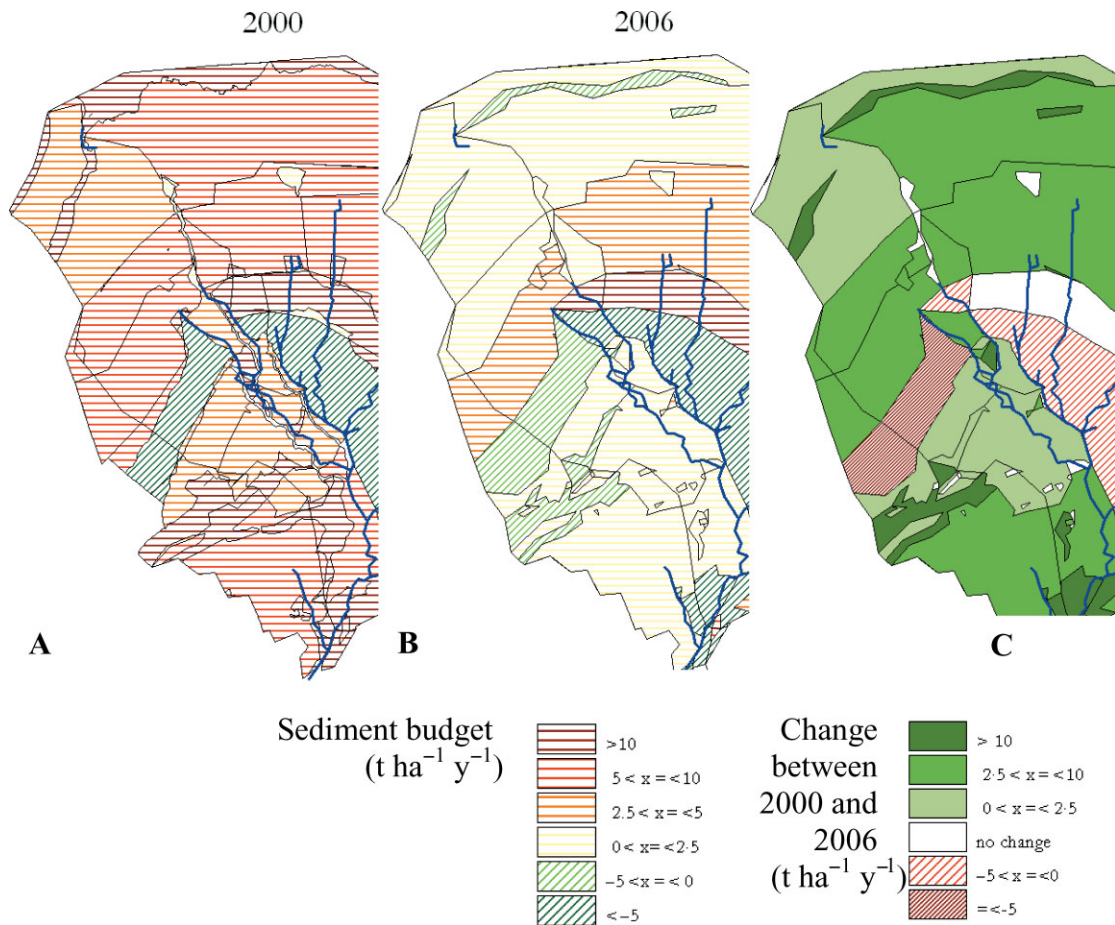 2000
2006
A
B
C
Sediment budget
(t ha⁻¹ y⁻¹)
>10
5 < x = <10
2.5 < x = <5
0 < x= <2·5
−5 <x = <0
<−5
Change
between
2000 and
2006
(t ha⁻¹ y⁻¹)
> 10
2·5 < x = <10
0 < x = <2·5
no change
−5 < x = <0
=<-5